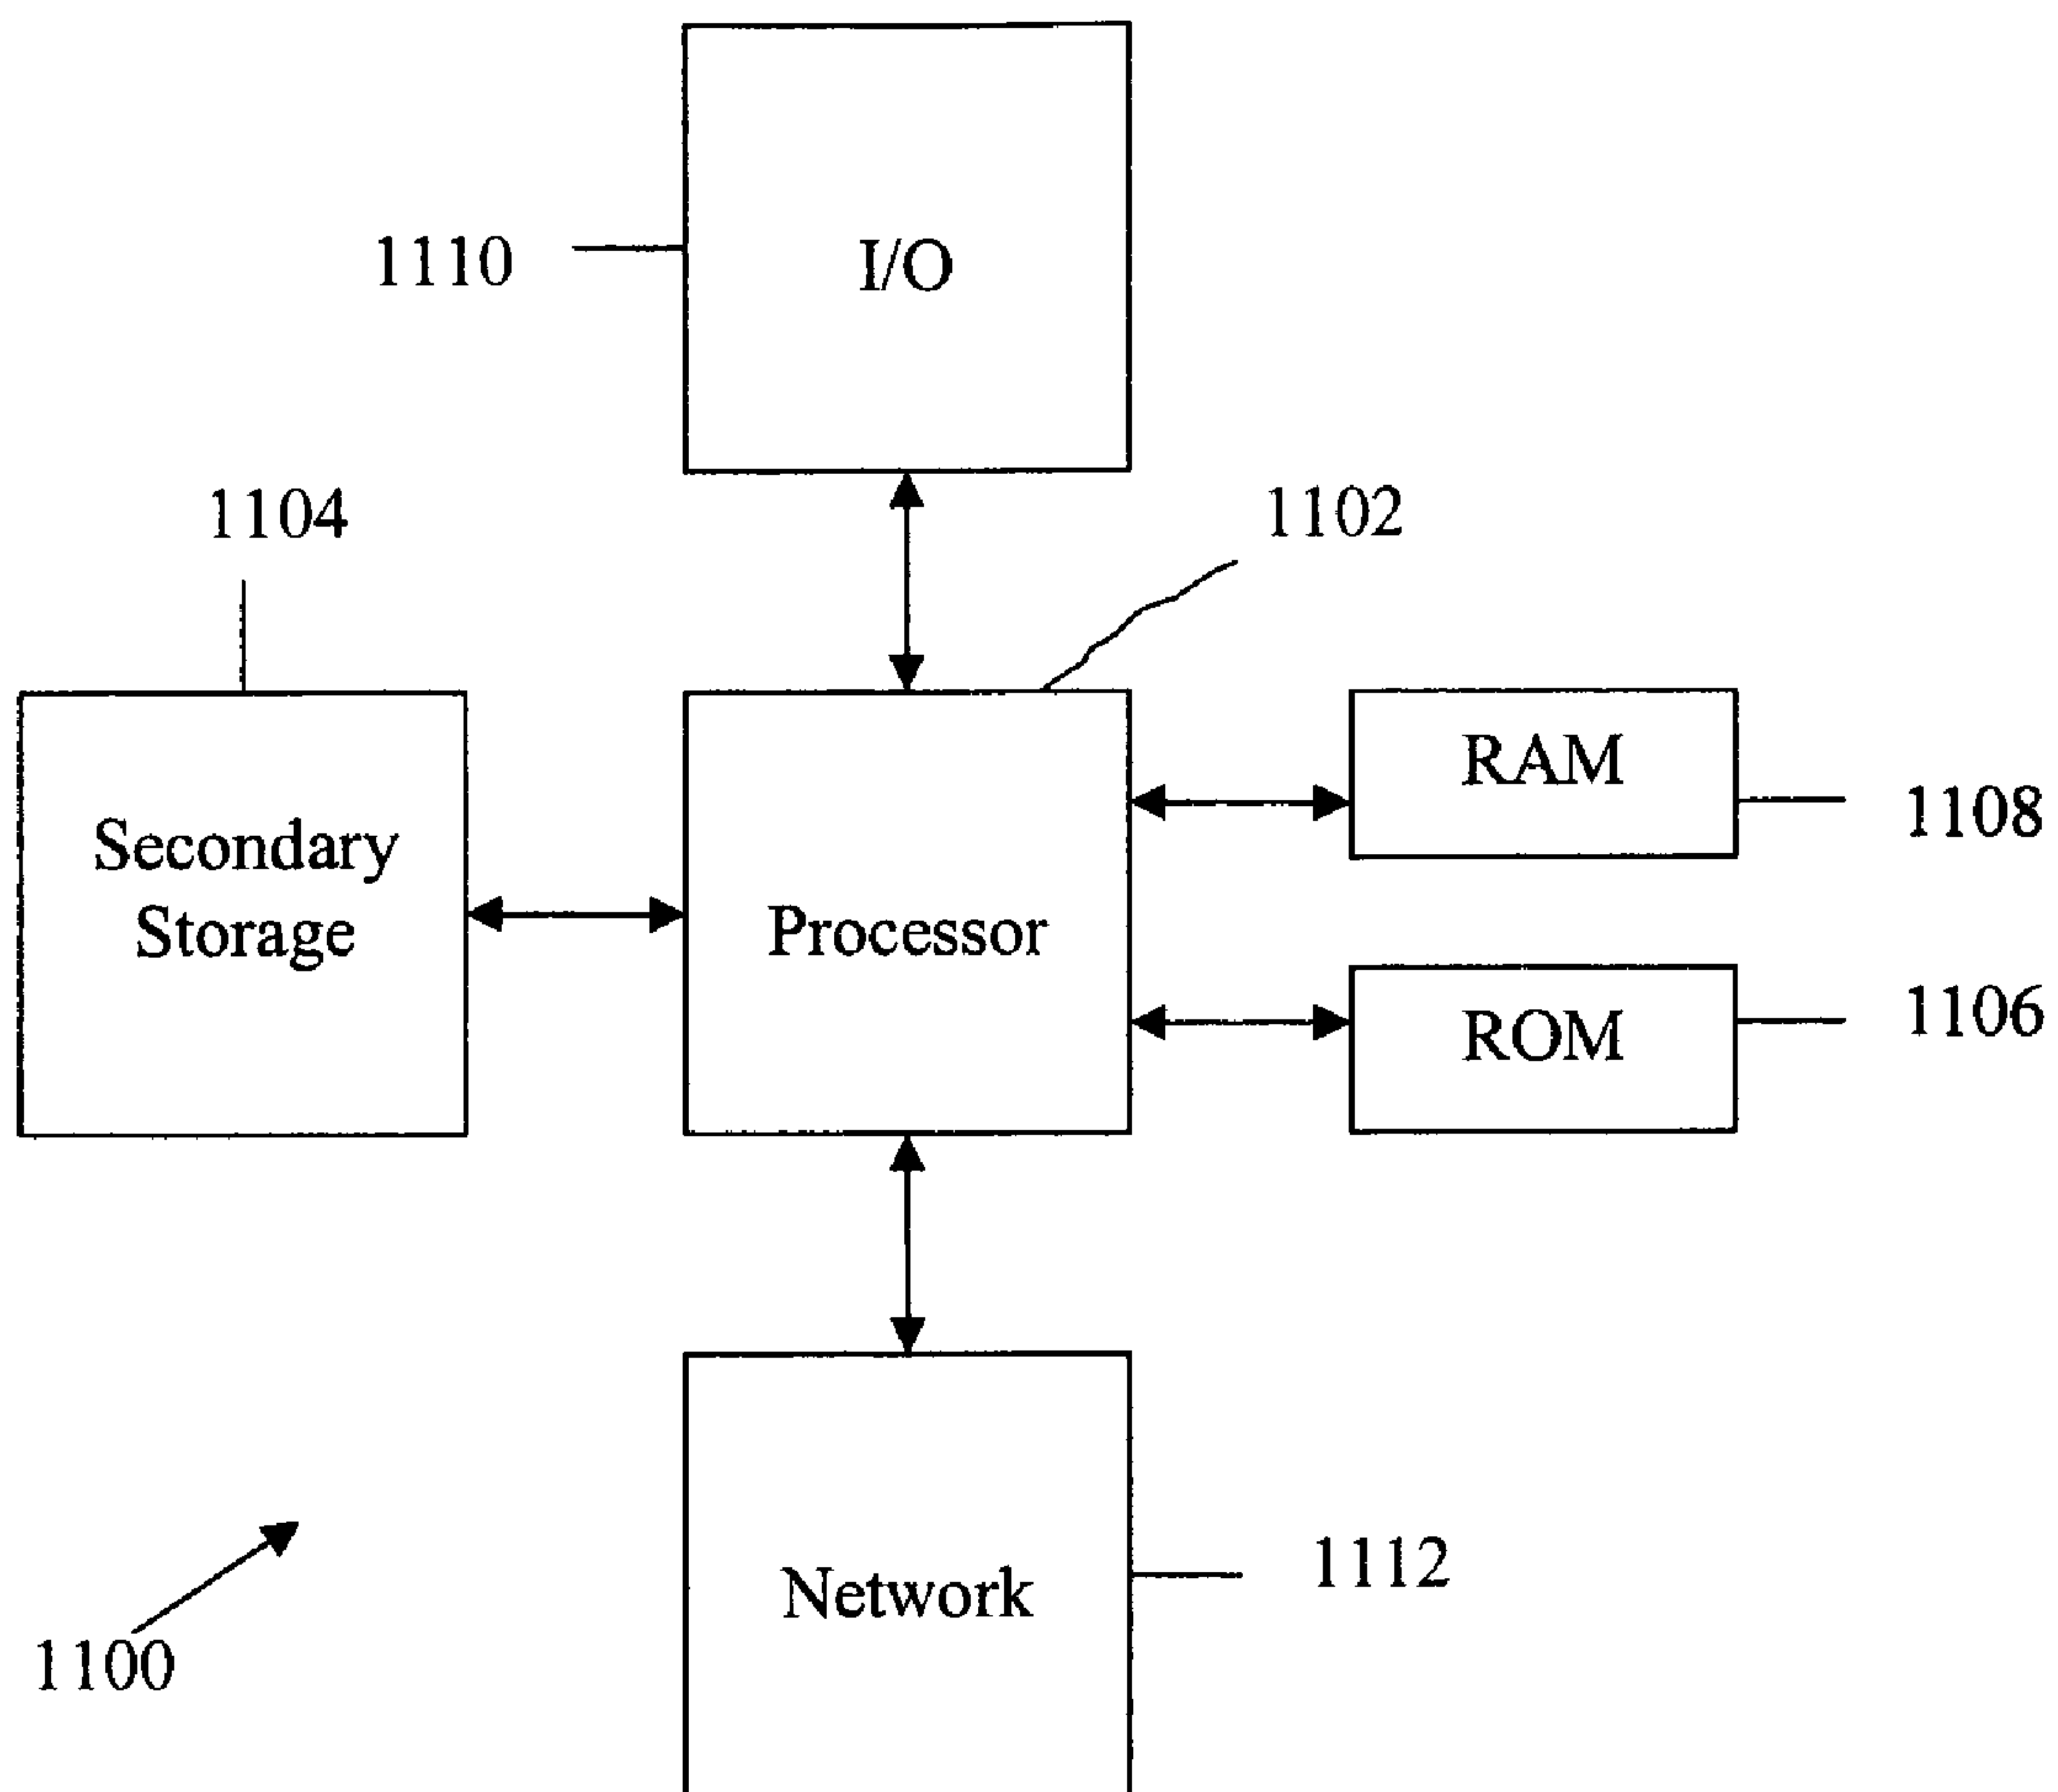 1110
I/O
1104
1102
Secondary
Storage
Processor
RAM
1108
ROM
1106
Network
1112
1100